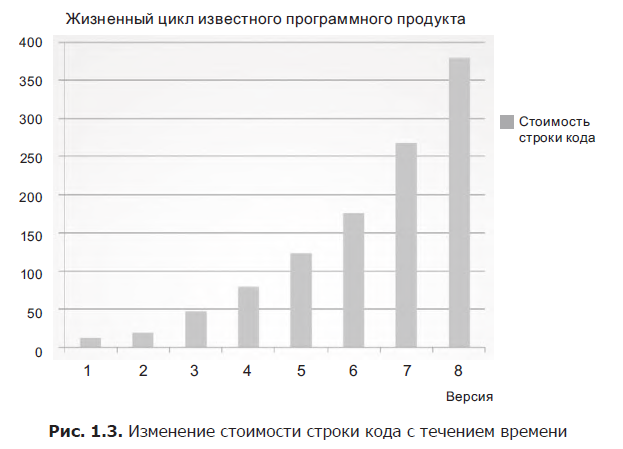 Жизненный цикл известного программного продукта
400
350
300
250
200
150
100
50
0
1 2 3 4 5 6 7 8
Версия
Стоимость
строки кода
Рис. 1.3. Изменение стоимости строки кода с течением времени